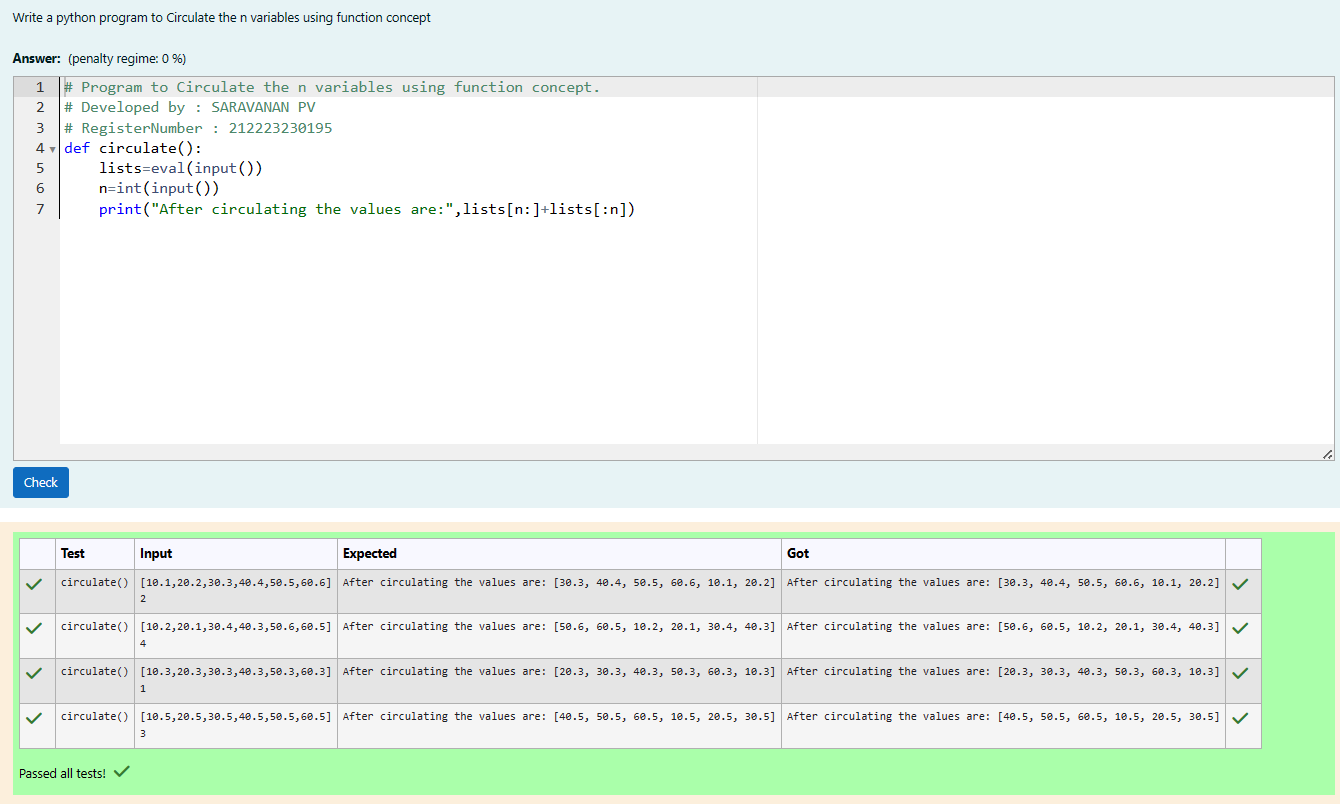 Write a python program to Circulate the n variables using function concept
Answer: (penalty regime: 0 %)
1 # Program to Circulate the n variables using function concept.
2 # Developed by : SARAVANAN PV
3 # RegisterNumber : 212223230195
4 def circulate():
5     lists=eval(input())
6     n=int(input())
7     print("After circulating the values are:",lists[n:]+lists[:n])
Check
Test Input Expected Got
circulate() [10.1,20.2,30.3,40.4,50.5,60.6] After circulating the values are: [30.3, 40.4, 50.5, 60.6, 10.1, 20.2] After circulating the values are: [30.3, 40.4, 50.5, 60.6, 10.1, 20.2]
2
circulate() [10.2,20.1,30.4,40.3,50.6,60.5] After circulating the values are: [50.6, 60.5, 10.2, 20.1, 30.4, 40.3] After circulating the values are: [50.6, 60.5, 10.2, 20.1, 30.4, 40.3]
4
circulate() [10.3,20.3,30.3,40.3,50.3,60.3] After circulating the values are: [20.3, 30.3, 40.3, 50.3, 60.3, 10.3] After circulating the values are: [20.3, 30.3, 40.3, 50.3, 60.3, 10.3]
1
circulate() [10.5,20.5,30.5,40.5,50.5,60.5] After circulating the values are: [40.5, 50.5, 60.5, 10.5, 20.5, 30.5] After circulating the values are: [40.5, 50.5, 60.5, 10.5, 20.5, 30.5]
3
Passed all tests!